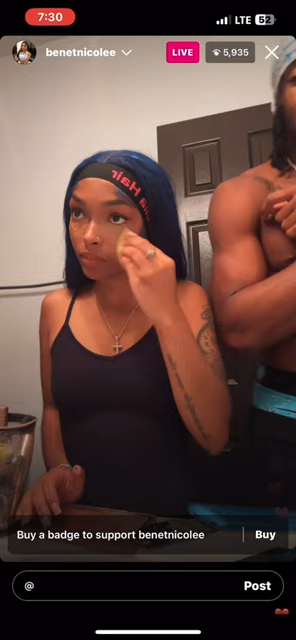 7:30
LTE 52
benetnicolee
LIVE
5,935
Hair
Buy a badge to support benetnicolee
Buy
@
Post